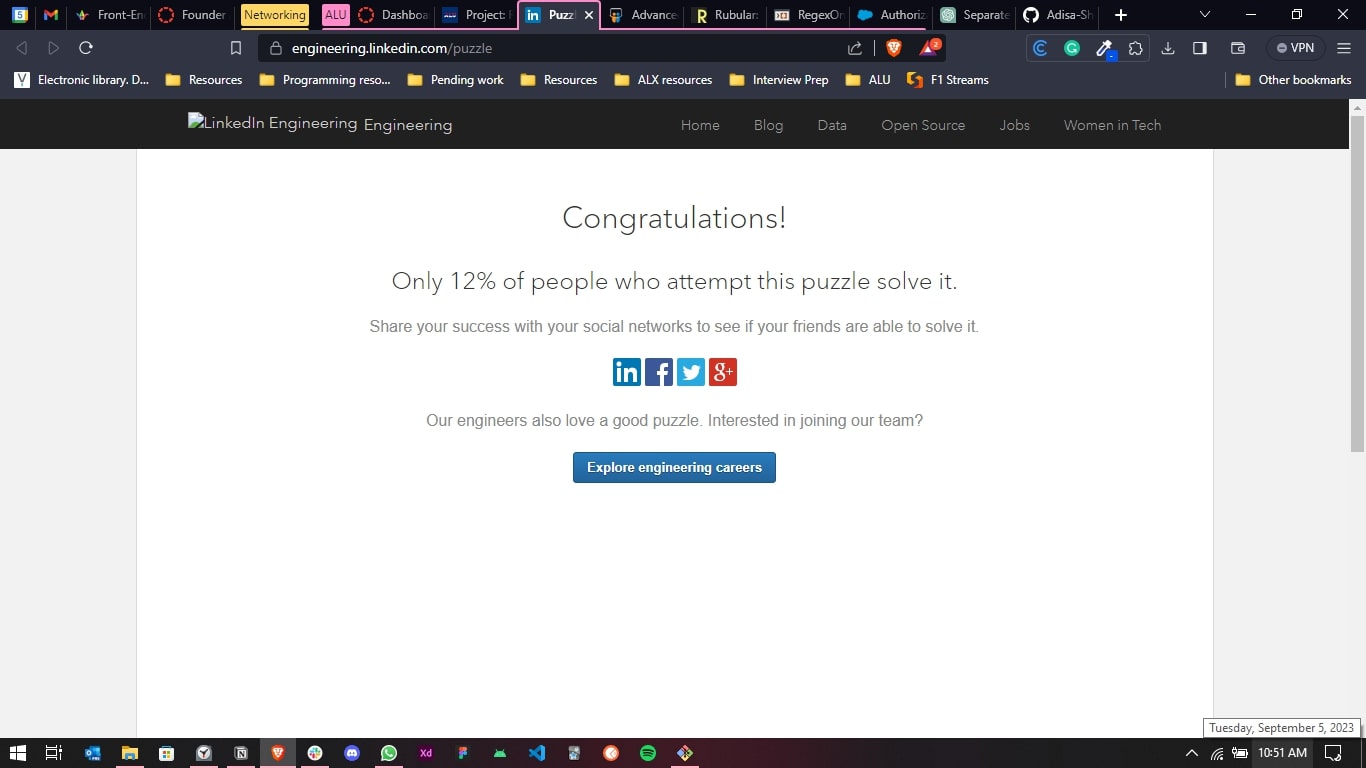 5 Front-En Founder Networking ALU Dashboa Project: Puzzl Advance Rubular: RegexOn Authoriz Separate Adisa-Sh
engineering.linkedin.com/puzzle 2 VPN
Electronic library. D... Resources Programming reso... Pending work Resources ALX resources Interview Prep ALU F1 Streams Other bookmarks
LinkedIn Engineering Engineering Home Blog Data Open Source Jobs Women in Tech
Congratulations!
Only 12% of people who attempt this puzzle solve it.
Share your success with your social networks to see if your friends are able to solve it.
in f g+
Our engineers also love a good puzzle. Interested in joining our team?
Explore engineering careers
Tuesday, September 5, 2023
Xd 10:51 AM